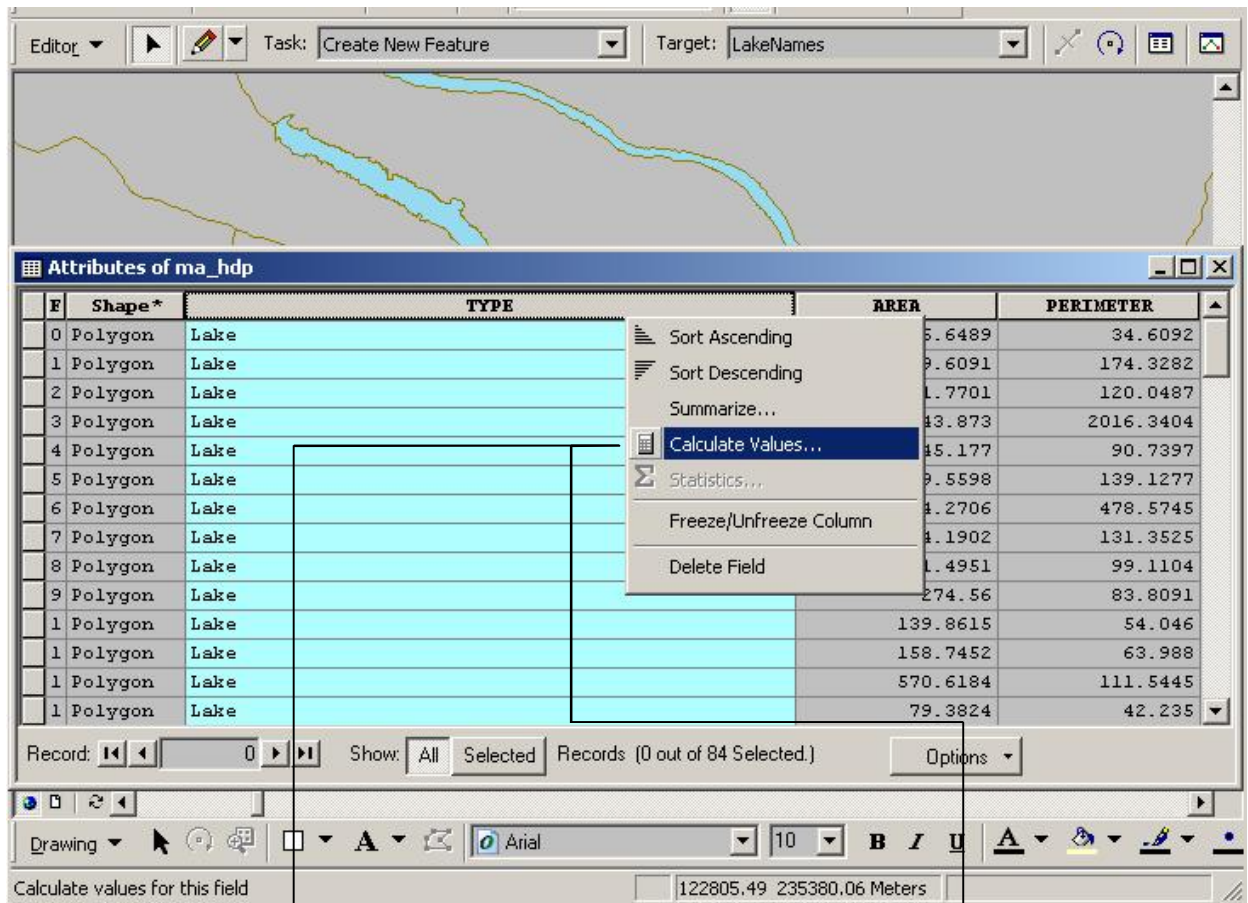 Editor Task: Create New Feature Target: LakeNames
Attributes of ma_hdp
F Shape* TYPE AREA PERIMETER
0 Polygon Lake 5.6489 34.6092
1 Polygon Lake 9.6091 174.3282
2 Polygon Lake 1.7701 120.0487
3 Polygon Lake 43.873 2016.3404
4 Polygon Lake 45.177 90.7397
5 Polygon Lake 9.5598 139.1277
6 Polygon Lake 4.2706 478.5745
7 Polygon Lake 4.1902 131.3525
8 Polygon Lake 1.4951 99.1104
9 Polygon Lake 274.56 83.8091
1 Polygon Lake 139.8615 54.046
1 Polygon Lake 158.7452 63.988
1 Polygon Lake 570.6184 111.5445
1 Polygon Lake 79.3824 42.235
Sort Ascending
Sort Descending
Summarize...
Calculate Values...
Σ Statistics...
Freeze/Unfreeze Column
Delete Field
Record: 0 Show: All Selected Records (0 out of 84 Selected.) Options
Drawing A Arial 10 B I U A
Calculate values for this field 122805.49 235380.06 Meters